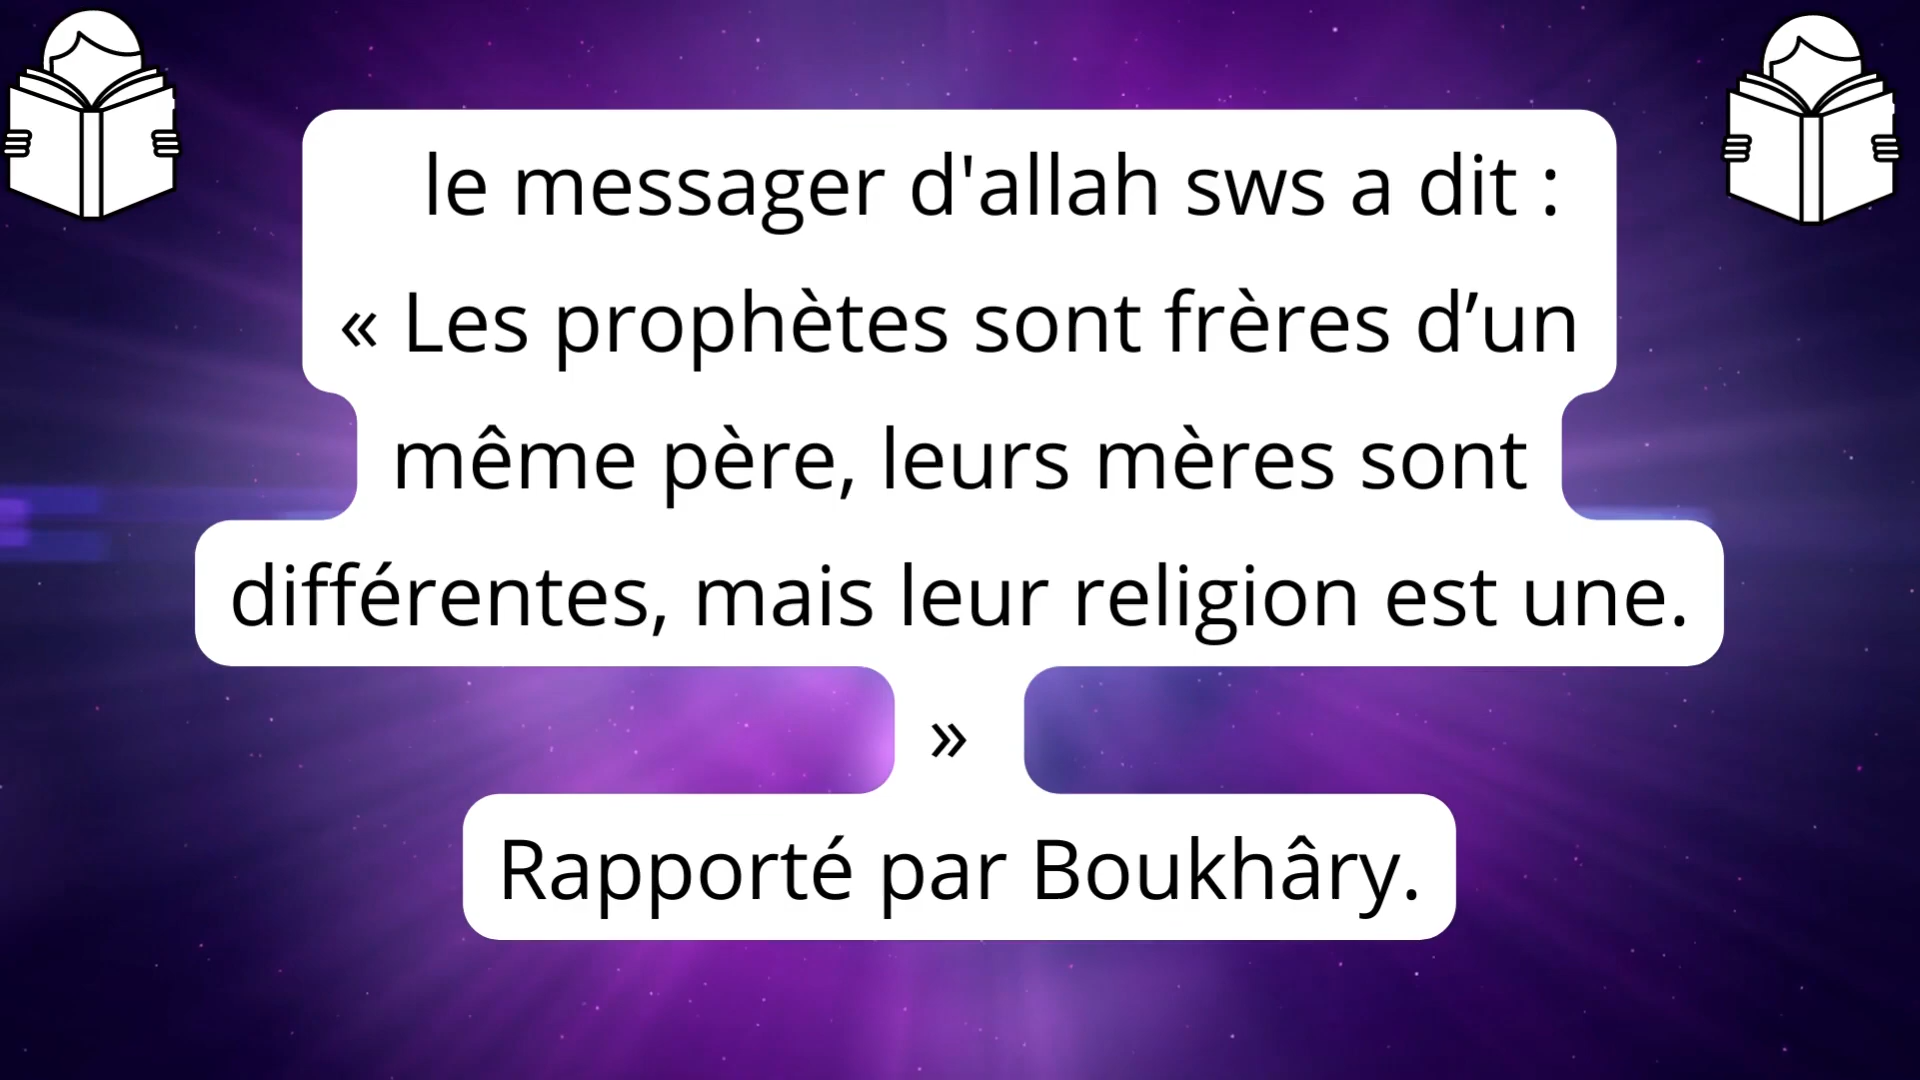 le messager d'allah sws a dit :
« Les prophètes sont frères d’un
même père, leurs mères sont
différentes, mais leur religion est une.
»
Rapporté par Boukhâry.